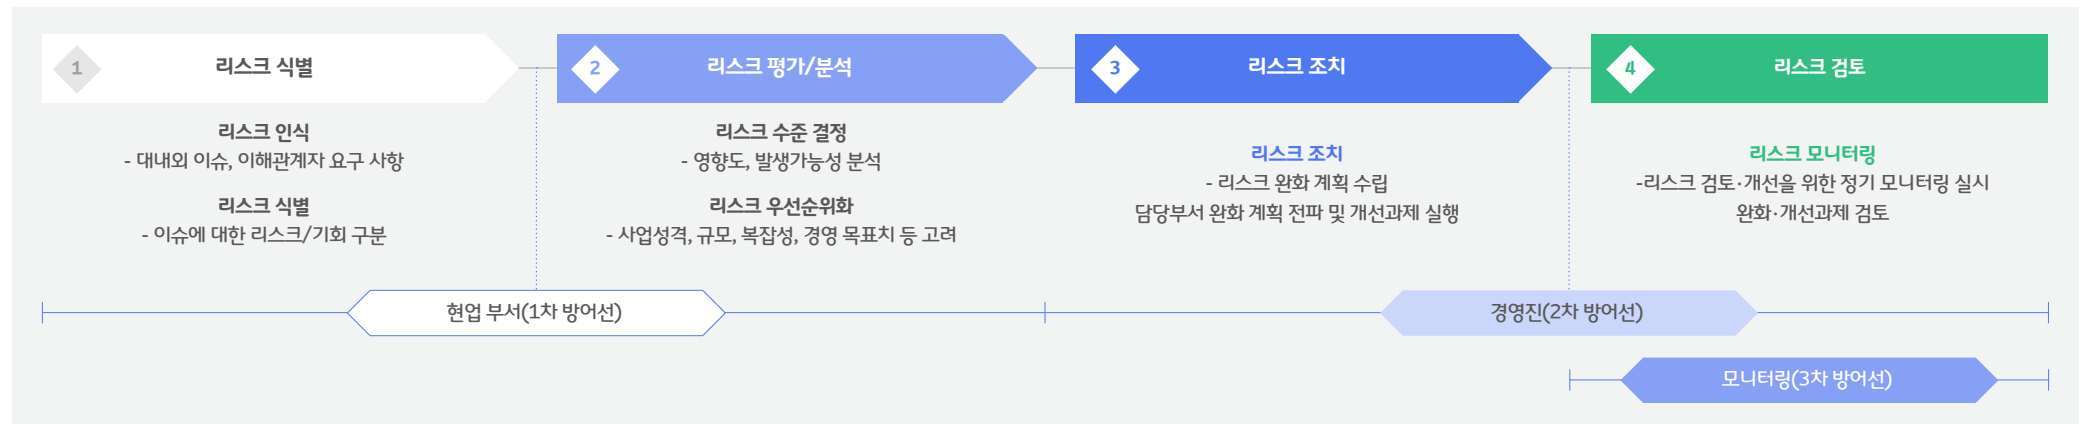 1
리스크 식별
리스크 인식
- 대내외 이슈, 이해관계자 요구 사항
리스크 식별
- 이슈에 대한 리스크/기회 구분
2
리스크 평가/분석
리스크 수준 결정
- 영향도, 발생가능성 분석
리스크 우선순위화
- 사업성격, 규모, 복잡성, 경영 목표치 등 고려
3
리스크 조치
리스크 조치
- 리스크 완화 계획 수립
담당부서 완화 계획 전파 및 개선과제 실행
4
리스크 검토
리스크 모니터링
-리스크 검토·개선을 위한 정기 모니터링 실시
완화·개선과제 검토
현업 부서(1차 방어선)
경영진(2차 방어선)
모니터링(3차 방어선)